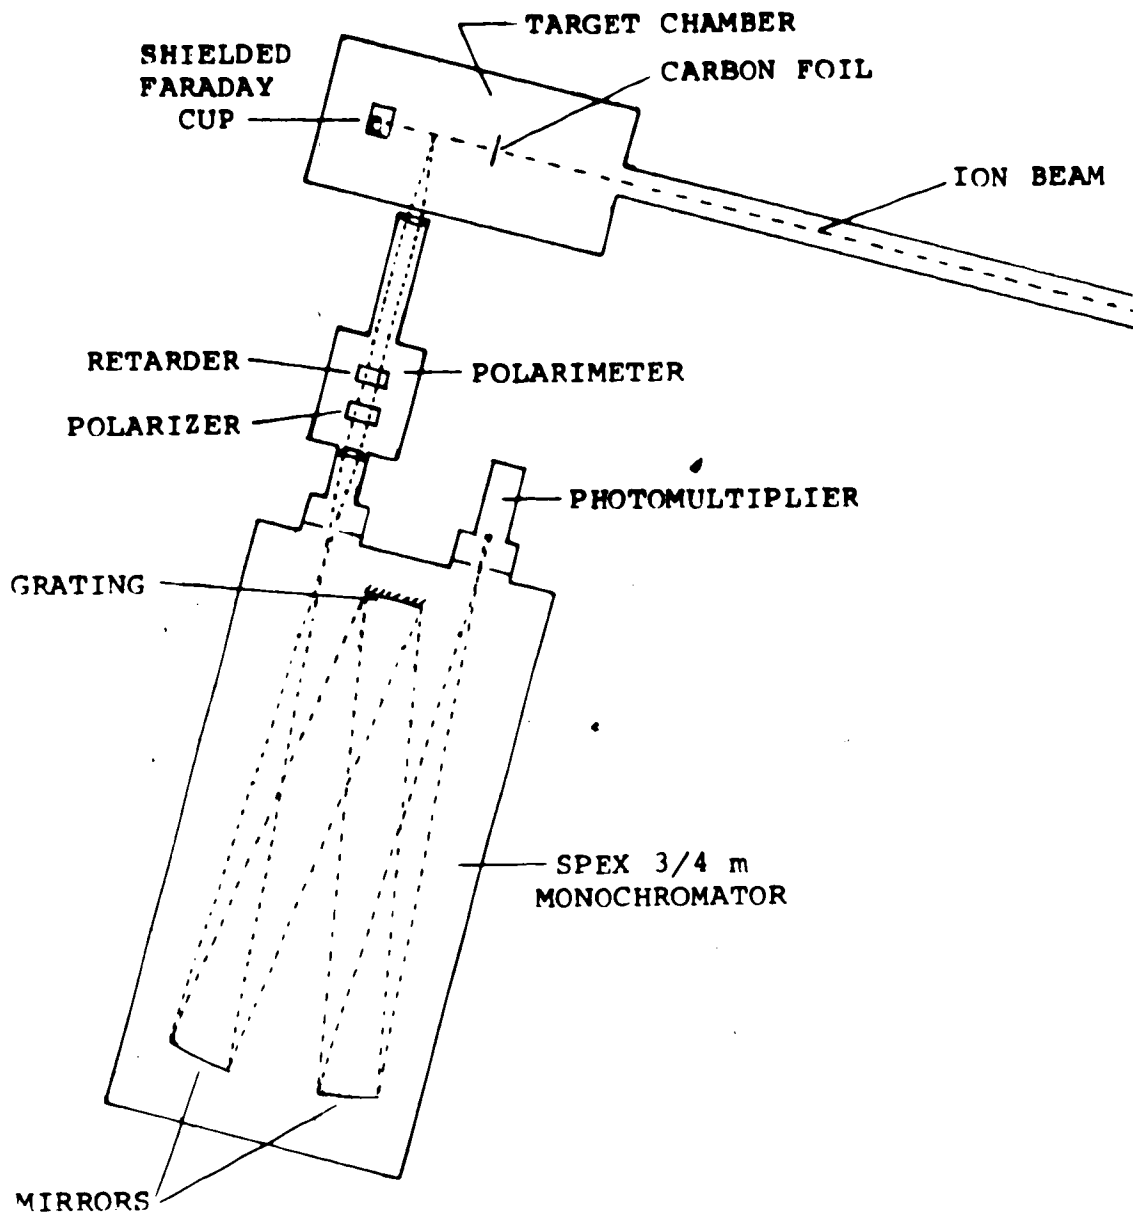 TARGET CHAMBER
SHIELDED
FARADAY
CUP
CARBON FOIL
ION BEAM
RETARDER
POLARIMETER
POLARIZER
PHOTOMULTIPLIER
GRATING
SPEX 3/4 m
MONOCHROMATOR
MIRRORS